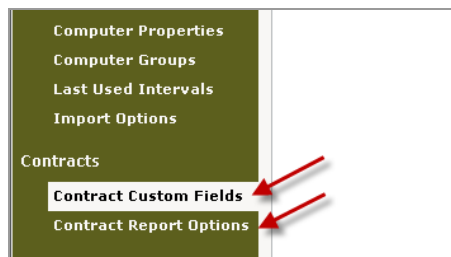 Computer Properties
Computer Groups
Last Used Intervals
Import Options
Contracts
Contract Custom Fields
Contract Report Options